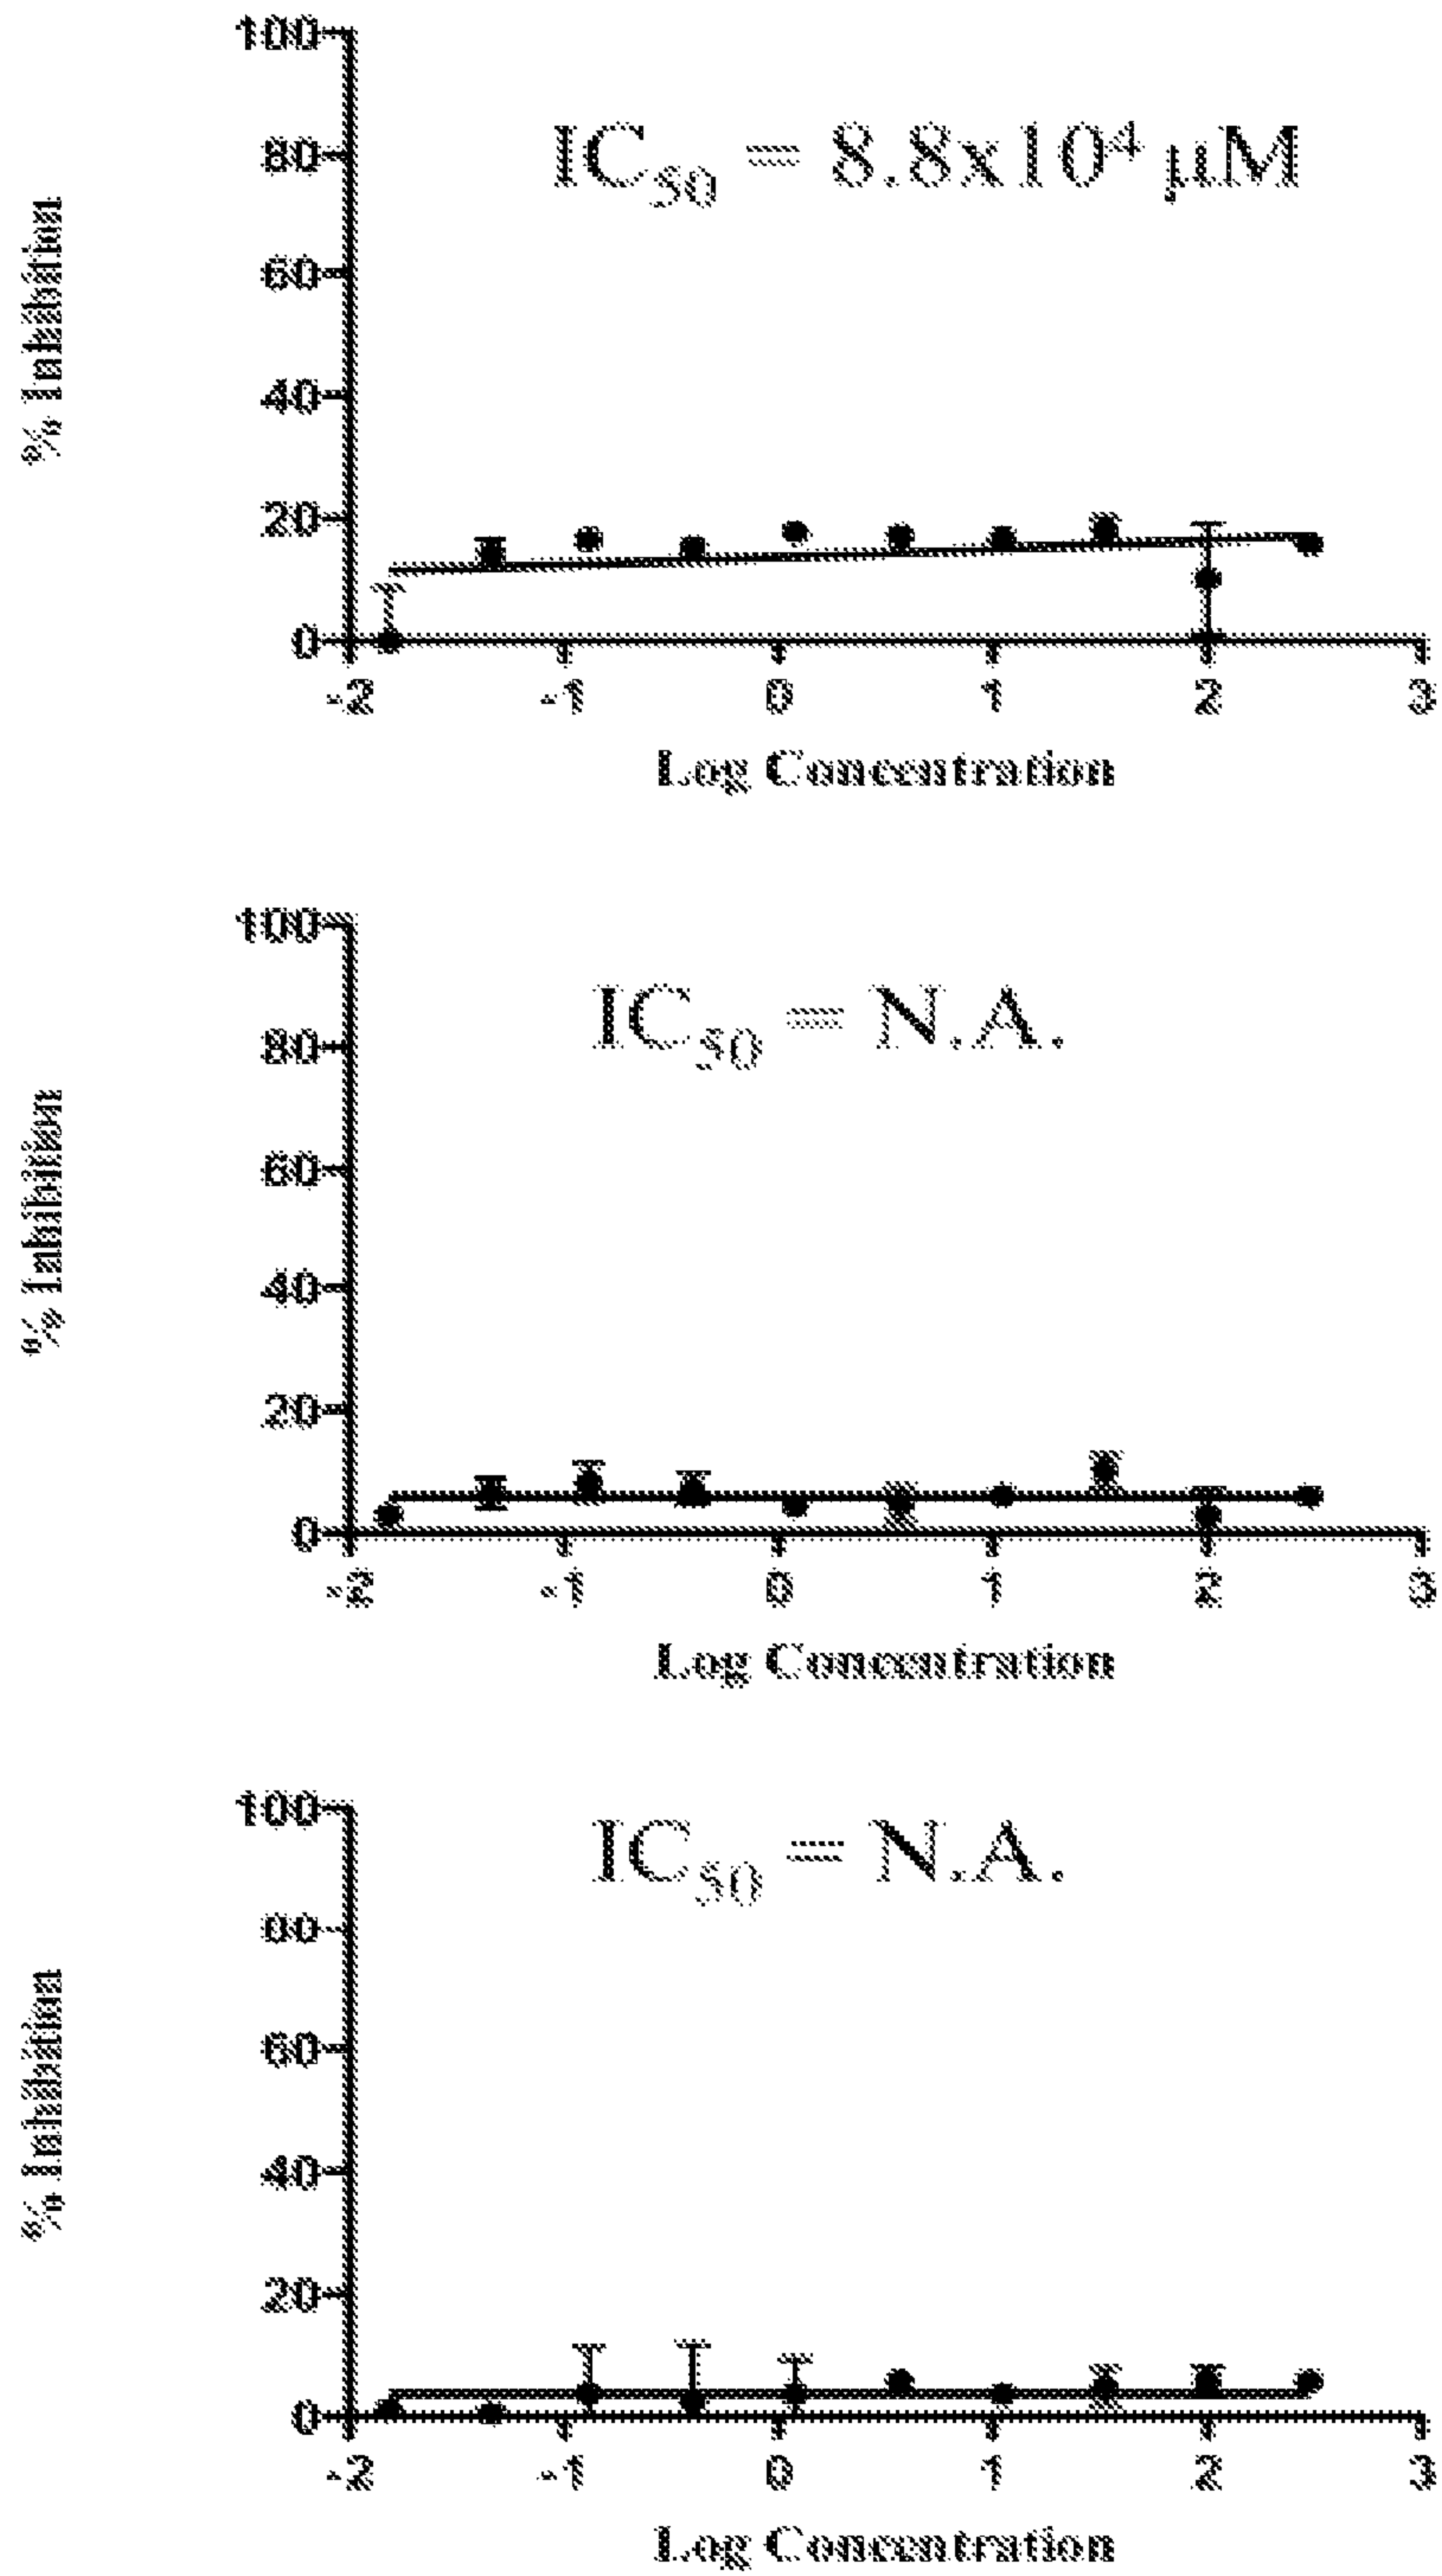 100
IC₅₀ = 8.8x10⁴ µM
80
60
40
20
0
% Inhibition
-2 -1 0 1 2 3
Log Concentration
100
IC₅₀ = N.A.
80
60
40
20
0
% Inhibition
-2 -1 0 1 2 3
Log Concentration
100
IC₅₀ = N.A.
80
60
40
20
0
% Inhibition
-2 -1 0 1 2 3
Log Concentration